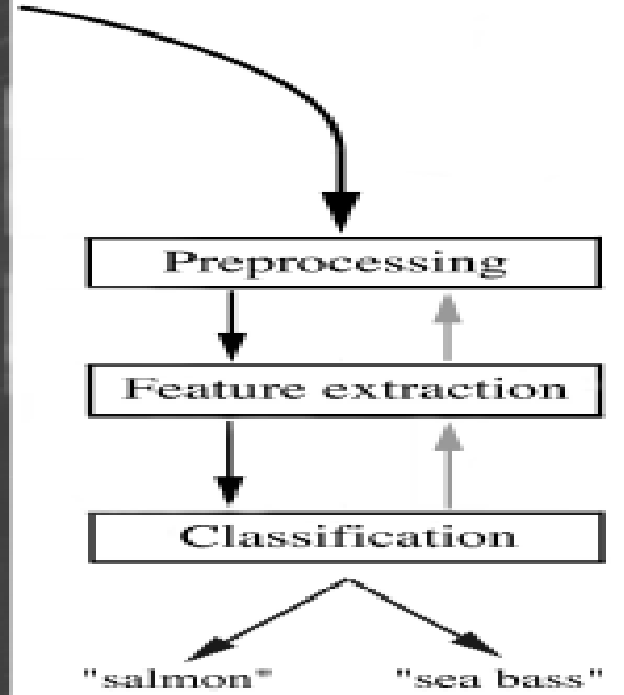 Preprocessing
Feature extraction
Classification
"salmon" "sea bass"